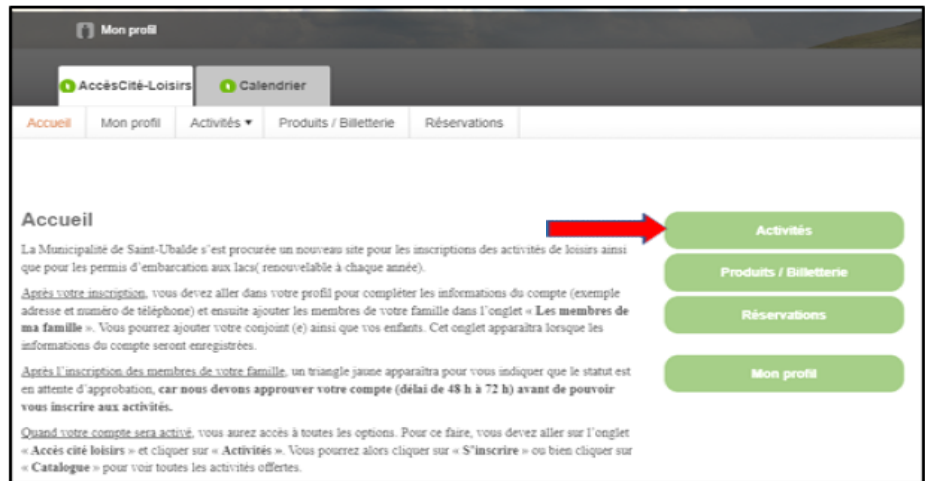 Mon profil
AccèsCité-Loisirs
Calendrier
Accueil
Mon profil
Activités ▾
Produits / Billetterie
Réservations
Accueil
La Municipalité de Saint-Ubalde s'est procurée un nouveau site pour les inscriptions des activités de loisirs ainsi
que pour les permis d'embarcation aux lacs( renouvelable à chaque année).
Après votre inscription, vous devez aller dans votre profil pour compléter les informations du compte (exemple
adresse et numéro de téléphone) et ensuite ajouter les membres de votre famille dans l'onglet « Les membres de
ma famille ». Vous pourrez ajouter votre conjoint (e) ainsi que vos enfants. Cet onglet apparaîtra lorsque les
informations du compte seront enregistrées.
Après l'inscription des membres de votre famille, un triangle jaune apparaîtra pour vous indiquer que le statut est
en attente d'approbation, car nous devons approuver votre compte (délai de 48 h à 72 h) avant de pouvoir
vous inscrire aux activités.
Quand votre compte sera activé, vous aurez accès à toutes les options. Pour ce faire, vous devez aller sur l'onglet
« Accès cité loisirs » et cliquer sur « Activités ». Vous pourrez alors cliquer sur « S'inscrire » ou bien cliquer sur
« Catalogue » pour voir toutes les activités offertes.
Activités
Produits / Billetterie
Réservations
Mon profil